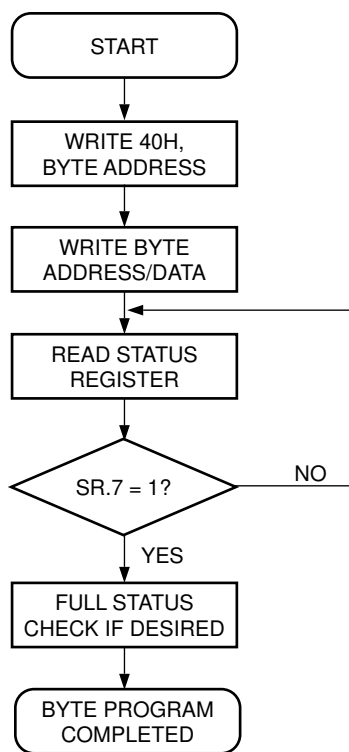 START
WRITE 40H,
BYTE ADDRESS
WRITE BYTE
ADDRESS/DATA
READ STATUS
REGISTER
SR.7 = 1?
NO
YES
FULL STATUS
CHECK IF DESIRED
BYTE PROGRAM
COMPLETED